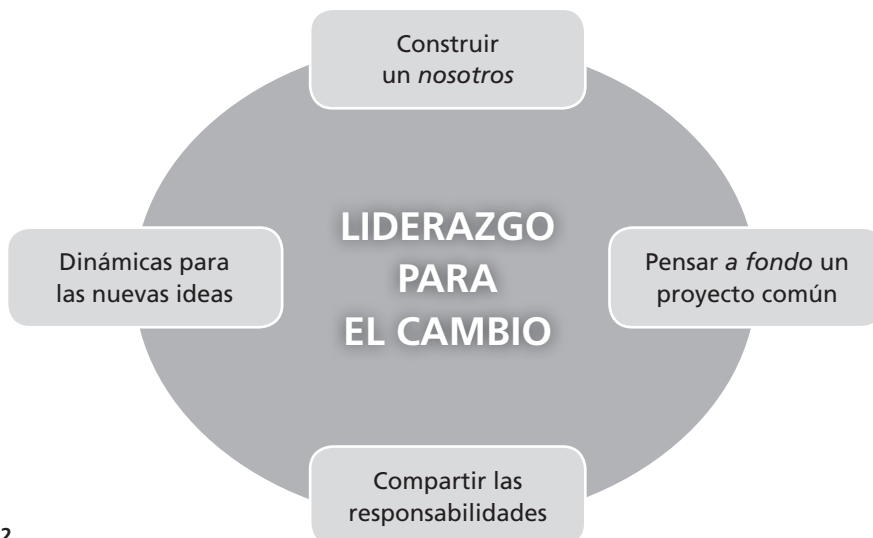 Construir
un nosotros
LIDERAZGO
PARA
EL CAMBIO
Dinámicas para
las nuevas ideas
Pensar a fondo un
proyecto común
Compartir las
responsabilidades
2